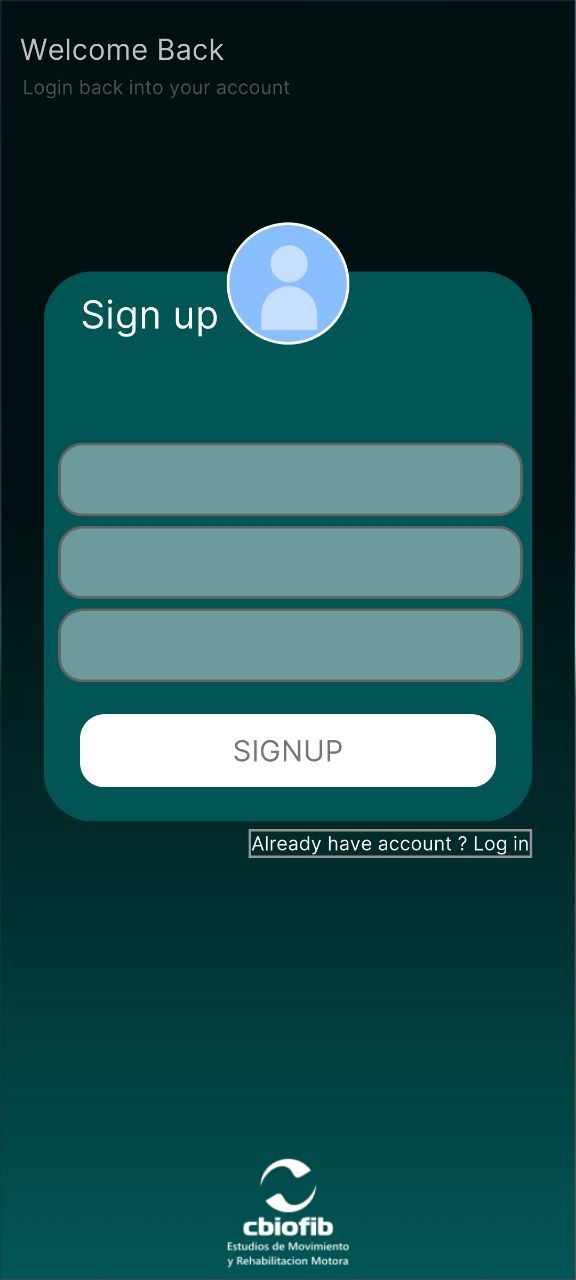 Welcome Back
Login back into your account
Sign up
SIGNUP
Already have account ? Log in
cbiofib
Estudios de Movimiento
y Rehabilitacion Motora